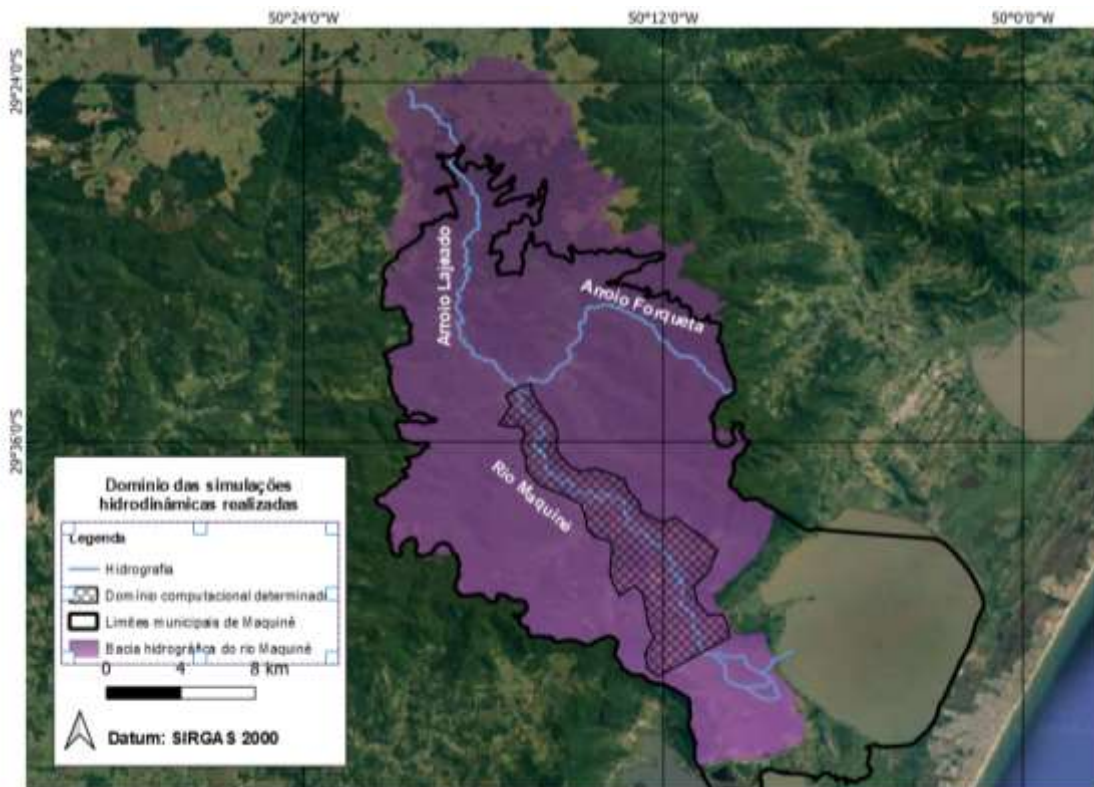 50°24'0"W
50°12'0"W
50°0'0"W
29°24'0"S
29°36'0"S
Arroio Lajeado
Arroio Forqueta
Rio Maquiné
Domínio das simulações
hidrodinâmicas realizadas
Legenda
Hidrografia
Domínio computacional determinad
Limites municipais de Maquiné
Bacia hidrográfica do rio Maquiné
0 4 8 km
Datum: SIRGAS 2000